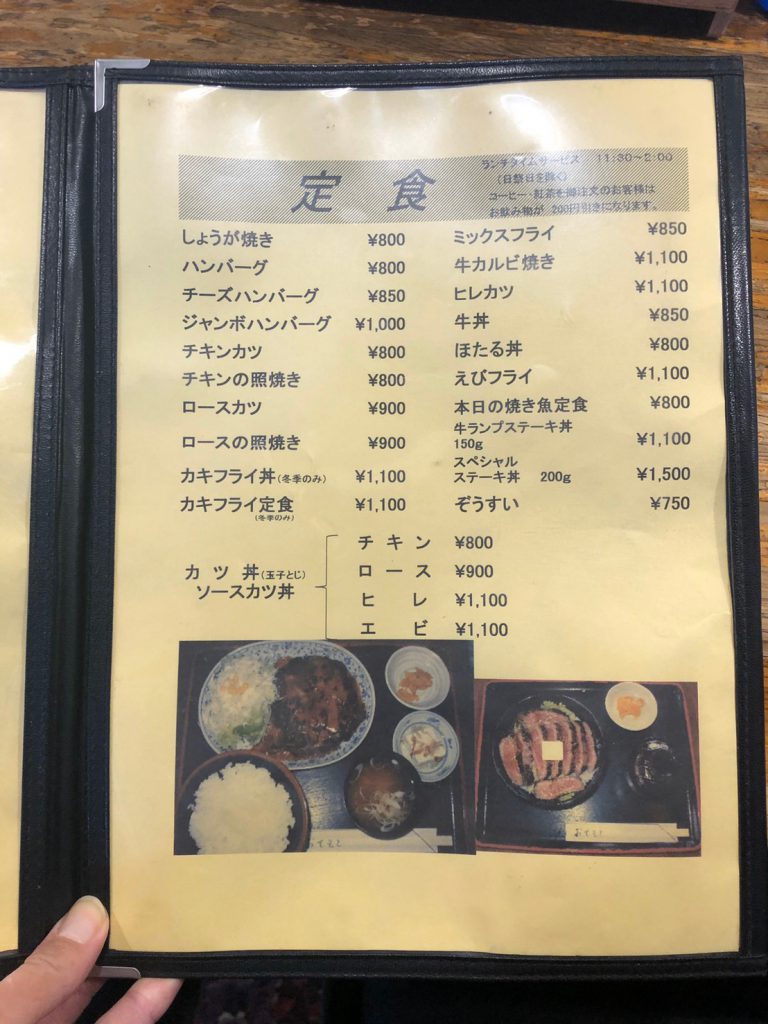 定食
ランチタイムサービス 11:30～2:00
(日祭日を除く)
コーヒー・紅茶を御注文のお客様は
お飲み物が 200円引きになります。
しょうが焼き ¥800
ハンバーグ ¥800
チーズハンバーグ ¥850
ジャンボハンバーグ ¥1,000
チキンカツ ¥800
チキンの照焼き ¥800
ロースカツ ¥900
ロースの照焼き ¥900
カキフライ丼(冬季のみ) ¥1,100
カキフライ定食 ¥1,100
(冬季のみ)
ミックスフライ ¥850
牛カルビ焼き ¥1,100
ヒレカツ ¥1,100
牛丼 ¥850
ほたる丼 ¥800
えびフライ ¥1,100
本日の焼き魚定食 ¥800
牛ランプステーキ丼
150g ¥1,100
スペシャル
ステーキ丼 200g ¥1,500
ぞうすい ¥750
カツ丼(玉子とじ)
ソースカツ丼
チキン ¥800
ロース ¥900
ヒレ ¥1,100
エビ ¥1,100
おてもと
おてもと